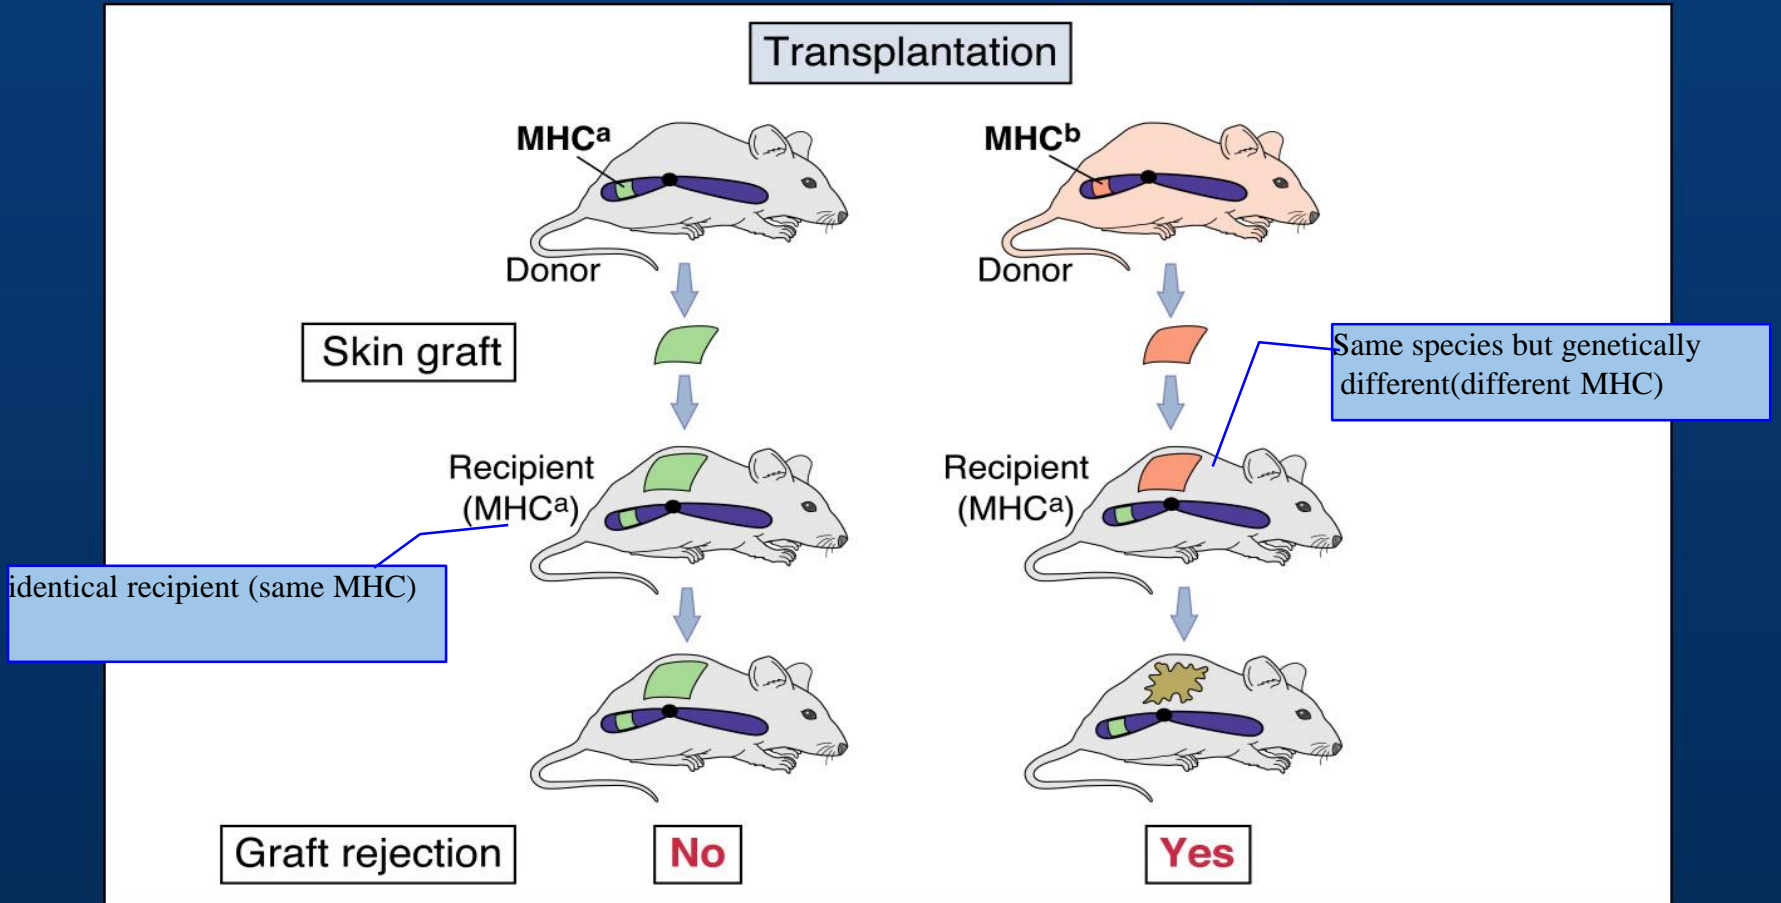 Transplantation
MHCa
MHCb
Donor
Donor
Skin graft
Same species but genetically
different(different MHC)
Recipient
(MHCa)
Recipient
(MHCa)
identical recipient (same MHC)
Graft rejection
No
Yes